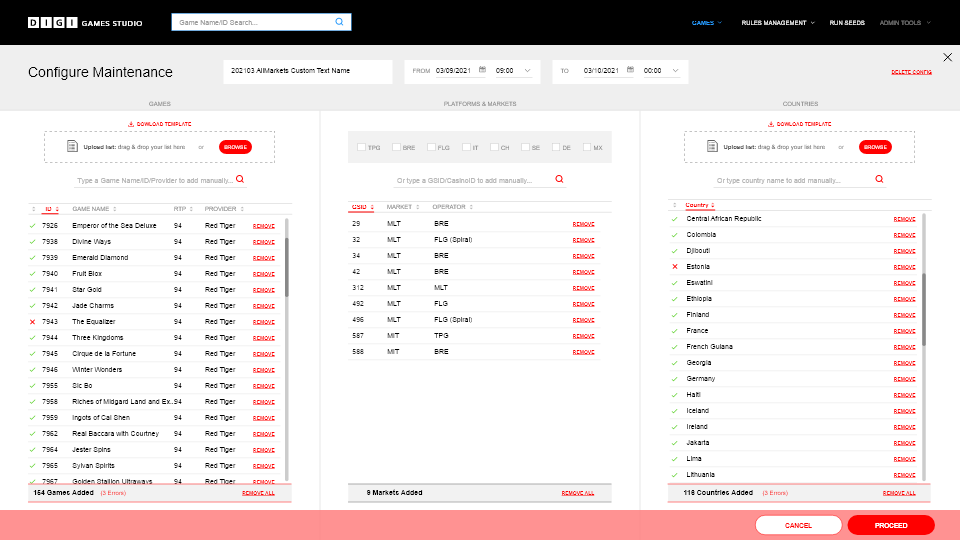 DIGI GAMES STUDIO
Game Name/ID Search...
GAMES
RULES MANAGEMENT
RUN SEEDS
ADMIN TOOLS
Configure Maintenance
202103 AllMarkets Custom Text Name
FROM 03/09/2021 09:00
TO 03/10/2021 00:00
DELETE CONFIG
GAMES
PLATFORMS & MARKETS
COUNTRIES
DOWLOAD TEMPLATE
Upload list: drag & drop your list here or BROWSE
Type a Game Name/ID/Provider to add manually...
ID GAME NAME RTP PROVIDER
7926 Emperor of the Sea Deluxe 94 Red Tiger REMOVE
7938 Divine Ways 94 Red Tiger REMOVE
7939 Emerald Diamond 94 Red Tiger REMOVE
7940 Fruit Blox 94 Red Tiger REMOVE
7941 Star Gold 94 Red Tiger REMOVE
7942 Jade Charms 94 Red Tiger REMOVE
7943 The Equalizer 94 Red Tiger REMOVE
7944 Three Kingdoms 94 Red Tiger REMOVE
7945 Cirque de la Fortune 94 Red Tiger REMOVE
7946 Winter Wonders 94 Red Tiger REMOVE
7955 Sic Bo 94 Red Tiger REMOVE
7958 Riches of Midgard Land and Ex... 94 Red Tiger REMOVE
7959 Ingots of Cai Shen 94 Red Tiger REMOVE
7962 Real Baccara with Courtney 94 Red Tiger REMOVE
7964 Jester Spins 94 Red Tiger REMOVE
7965 Sylvan Spirits 94 Red Tiger REMOVE
7967 Golden Stallion Ultraways 94 Red Tiger REMOVE
154 Games Added (3 Errors) REMOVE ALL
TPG BRE FLG IT CH SE DE MX
Or type a GSID/CasinoID to add manually...
GSID MARKET OPERATOR
29 MLT BRE REMOVE
32 MLT FLG (Spiral) REMOVE
34 MLT BRE REMOVE
42 MLT BRE REMOVE
312 MLT MLT REMOVE
492 MLT FLG REMOVE
496 MLT FLG (Spiral) REMOVE
587 MIT TPG REMOVE
588 MIT BRE REMOVE
9 Markets Added REMOVE ALL
DOWLOAD TEMPLATE
Upload list: drag & drop your list here or BROWSE
Or type country name to add manually...
Country
Central African Republic REMOVE
Colombia REMOVE
Djibouti REMOVE
Estonia REMOVE
Eswatini REMOVE
Ethiopia REMOVE
Finland REMOVE
France REMOVE
French Guiana REMOVE
Georgia REMOVE
Germany REMOVE
Haiti REMOVE
Iceland REMOVE
Ireland REMOVE
Jakarta REMOVE
Lima REMOVE
Lithuania REMOVE
116 Countries Added (3 Errors) REMOVE ALL
CANCEL
PROCEED